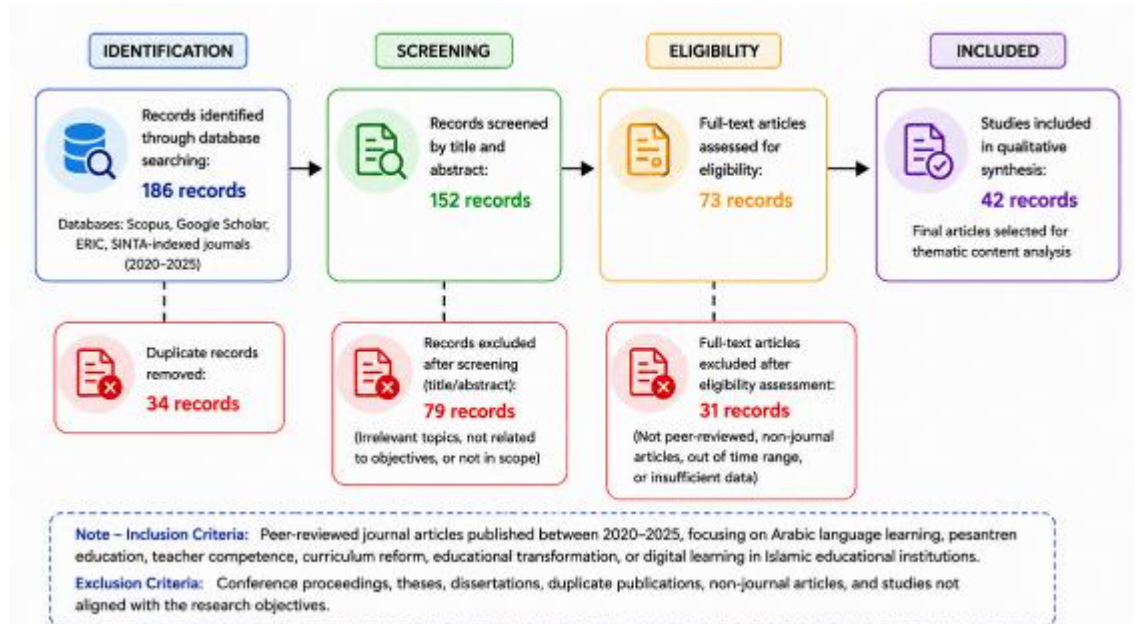 IDENTIFICATION
SCREENING
ELIGIBILITY
INCLUDED
Records identified
through database
searching:
186 records
Databases: Scopus, Google Scholar,
ERIC, SINTA-indexed journals
(2020–2025)
Records screened
by title and
abstract:
152 records
Full-text articles
assessed for
eligibility:
73 records
Studies included
in qualitative
synthesis:
42 records
Final articles selected for
thematic content analysis
Duplicate records
removed:
34 records
Records excluded
after screening
(title/abstract):
79 records
(Irrelevant topics, not related
to objectives, or not in scope)
Full-text articles
excluded after
eligibility assessment:
31 records
(Not peer-reviewed, non-journal
articles, out of time range,
or insufficient data)
Note – Inclusion Criteria: Peer-reviewed journal articles published between 2020–2025, focusing on Arabic language learning, pesantren
education, teacher competence, curriculum reform, educational transformation, or digital learning in Islamic educational institutions.
Exclusion Criteria: Conference proceedings, theses, dissertations, duplicate publications, non-journal articles, and studies not
aligned with the research objectives.